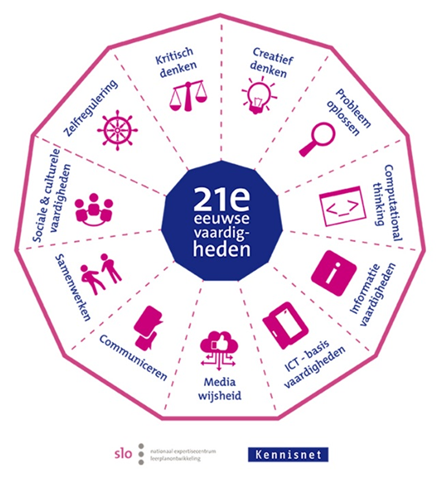 21e
eeuwse
vaardig-
heden
Kritisch
denken
Creatief
denken
Probleem
oplossen
Computational
thinking
Informatie
vaardigheden
ICT - basis
vaardigheden
Media
wijsheid
Communiceren
Samenwerken
Sociale & culturele
vaardigheden
Zelfregulering
slo
nationaal expertisecentrum
leerplanontwikkeling
Kennisnet